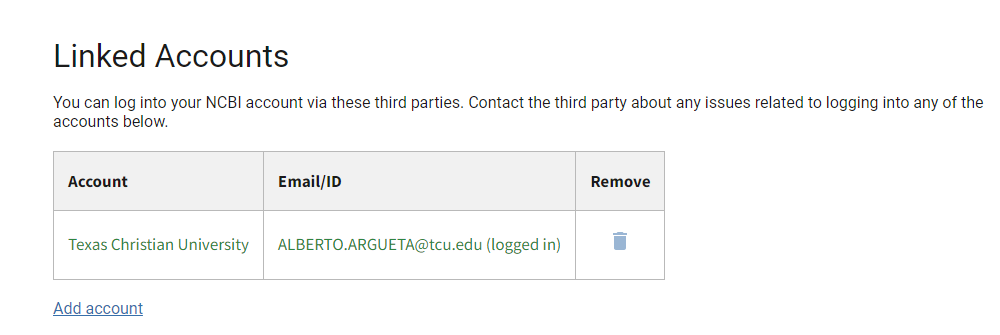 Linked Accounts
You can log into your NCBI account via these third parties. Contact the third party about any issues related to logging into any of the
accounts below.
Account Email/ID Remove
Texas Christian University ALBERTO.ARGUETA@tcu.edu (logged in)
Add account